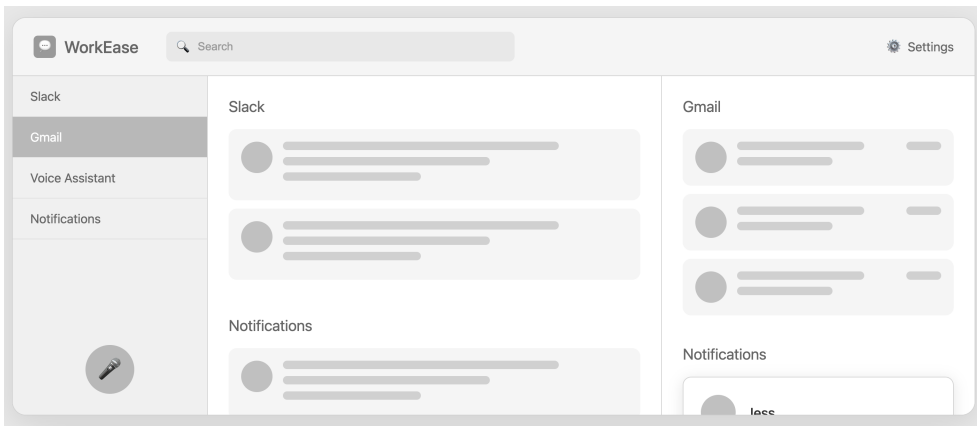 WorkEase
Search
Settings
Slack
Gmail
Voice Assistant
Notifications
Slack
Notifications
Gmail
Notifications